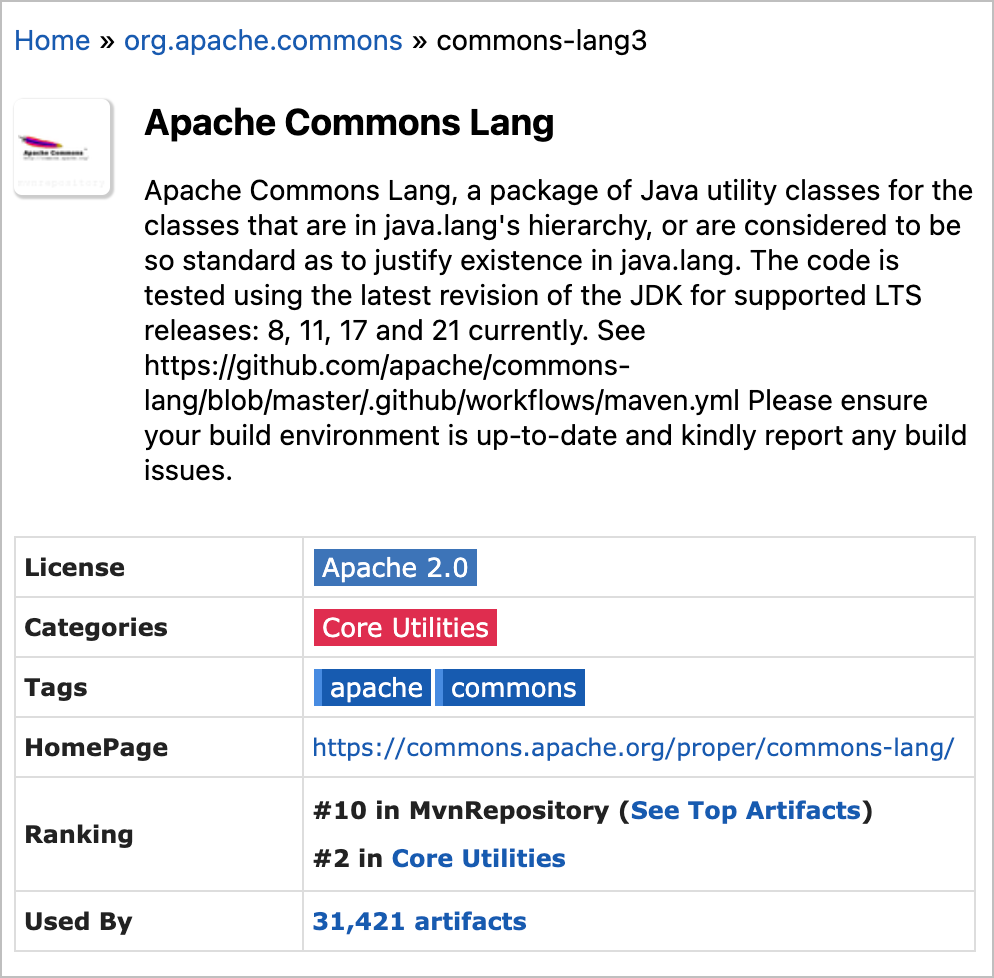 Home » org.apache.commons » commons-lang3
Apache Commons Lang
Apache Commons
Apache Commons Lang, a package of Java utility classes for the
classes that are in java.lang's hierarchy, or are considered to be
so standard as to justify existence in java.lang. The code is
tested using the latest revision of the JDK for supported LTS
releases: 8, 11, 17 and 21 currently. See
https://github.com/apache/commons-
lang/blob/master/.github/workflows/maven.yml Please ensure
your build environment is up-to-date and kindly report any build
issues.
License Apache 2.0
Categories Core Utilities
Tags apache commons
HomePage https://commons.apache.org/proper/commons-lang/
Ranking #10 in MvnRepository (See Top Artifacts)
#2 in Core Utilities
Used By 31,421 artifacts